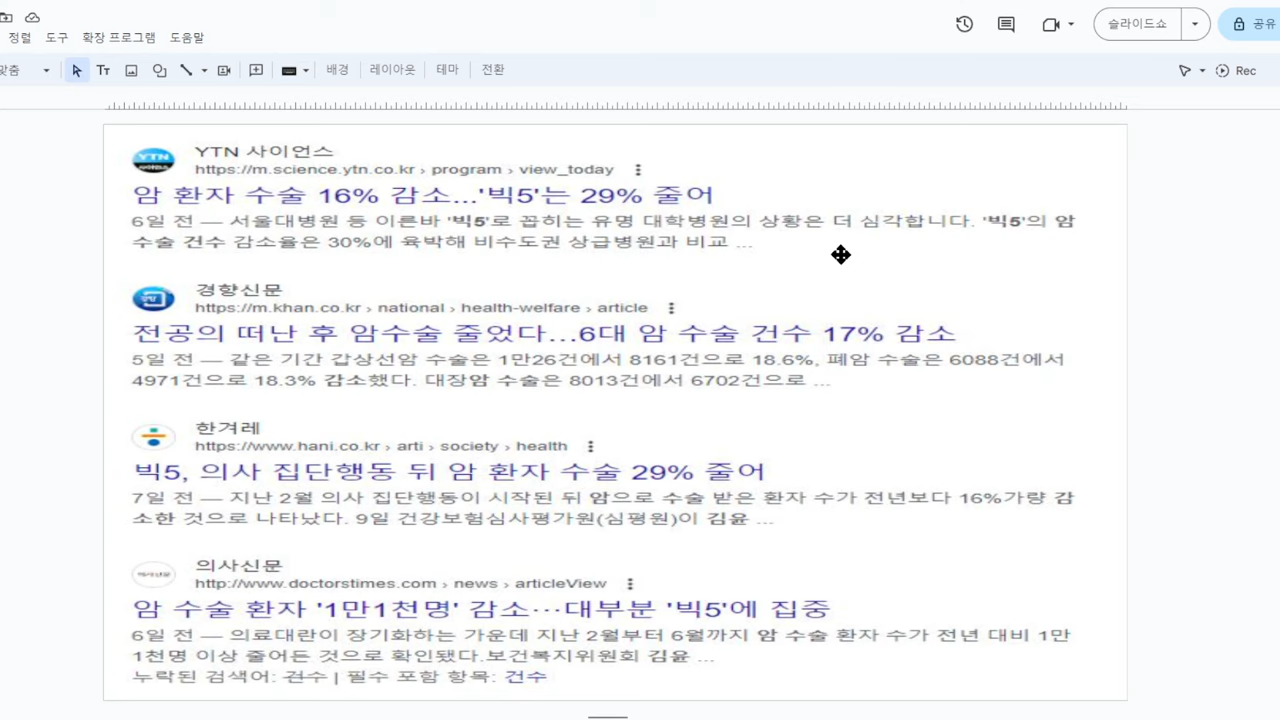 정렬 도구 확장 프로그램 도움말
슬라이드쇼
공유
맞춤
배경 레이아웃 테마 전환
Rec
YTN 사이언스
https://m.science.ytn.co.kr › program › view_today
암 환자 수술 16% 감소...'빅5'는 29% 줄어
6일 전 — 서울대병원 등 이른바 '빅5'로 꼽히는 유명 대학병원의 상황은 더 심각합니다. '빅5'의 암
수술 건수 감소율은 30%에 육박해 비수도권 상급병원과 비교 ...
경향신문
https://m.khan.co.kr › national › health-welfare › article
전공의 떠난 후 암수술 줄었다...6대 암 수술 건수 17% 감소
5일 전 — 같은 기간 갑상선암 수술은 1만26건에서 8161건으로 18.6%, 폐암 수술은 6088건에서
4971건으로 18.3% 감소했다. 대장암 수술은 8013건에서 6702건으로 ...
한겨레
https://www.hani.co.kr › arti › society › health
빅5, 의사 집단행동 뒤 암 환자 수술 29% 줄어
7일 전 — 지난 2월 의사 집단행동이 시작된 뒤 암으로 수술 받은 환자 수가 전년보다 16%가량 감
소한 것으로 나타났다. 9일 건강보험심사평가원(심평원)이 김윤 ...
의사신문
http://www.doctorstimes.com › news › articleView
암 수술 환자 '1만1천명' 감소…대부분 '빅5'에 집중
6일 전 — 의료대란이 장기화하는 가운데 지난 2월부터 6월까지 암 수술 환자 수가 전년 대비 1만
1천명 이상 줄어든 것으로 확인됐다.보건복지위원회 김윤 ...
누락된 검색어: 건수 | 필수 포함 항목: 건수